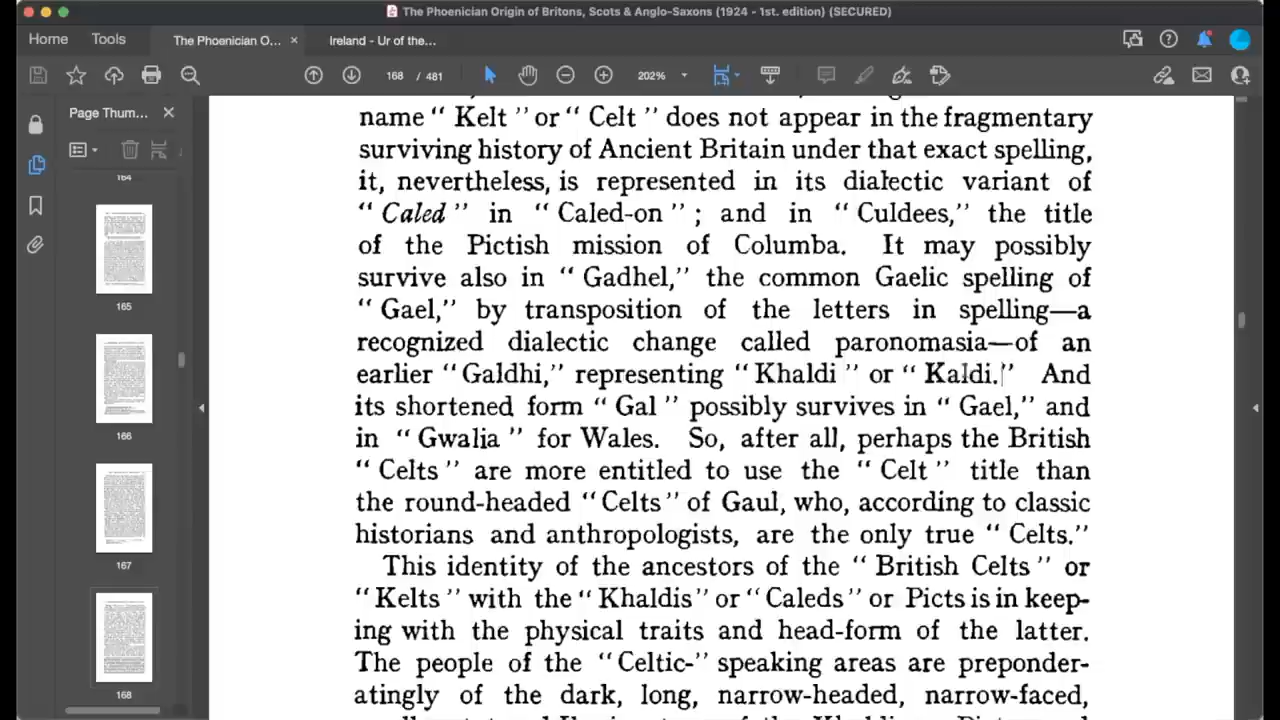 The Phoenician Origin of Britons, Scots & Anglo-Saxons (1924 - 1st. edition) (SECURED)
Home Tools The Phoenician O... × Ireland - Ur of the...
168 / 481 202%
Page Thum... ×
164
165
166
167
168
name “ Kelt ” or “ Celt ” does not appear in the fragmentary
surviving history of Ancient Britain under that exact spelling,
it, nevertheless, is represented in its dialectic variant of
“ Caled ” in “ Caled-on ” ; and in “ Culdees,” the title
of the Pictish mission of Columba. It may possibly
survive also in “ Gadhel,” the common Gaelic spelling of
“ Gael,” by transposition of the letters in spelling—a
recognized dialectic change called paronomasia—of an
earlier “ Galdhi,” representing “ Khaldi ” or “ Kaldi.” And
its shortened form “ Gal ” possibly survives in “ Gael,” and
in “ Gwalia ” for Wales. So, after all, perhaps the British
“ Celts ” are more entitled to use the “ Celt ” title than
the round-headed “ Celts ” of Gaul, who, according to classic
historians and anthropologists, are the only true “ Celts.”
This identity of the ancestors of the “ British Celts ” or
“ Kelts ” with the “ Khaldis ” or “ Caleds ” or Picts is in keep-
ing with the physical traits and head-form of the latter.
The people of the “ Celtic-” speaking areas are preponder-
atingly of the dark, long, narrow-headed, narrow-faced,